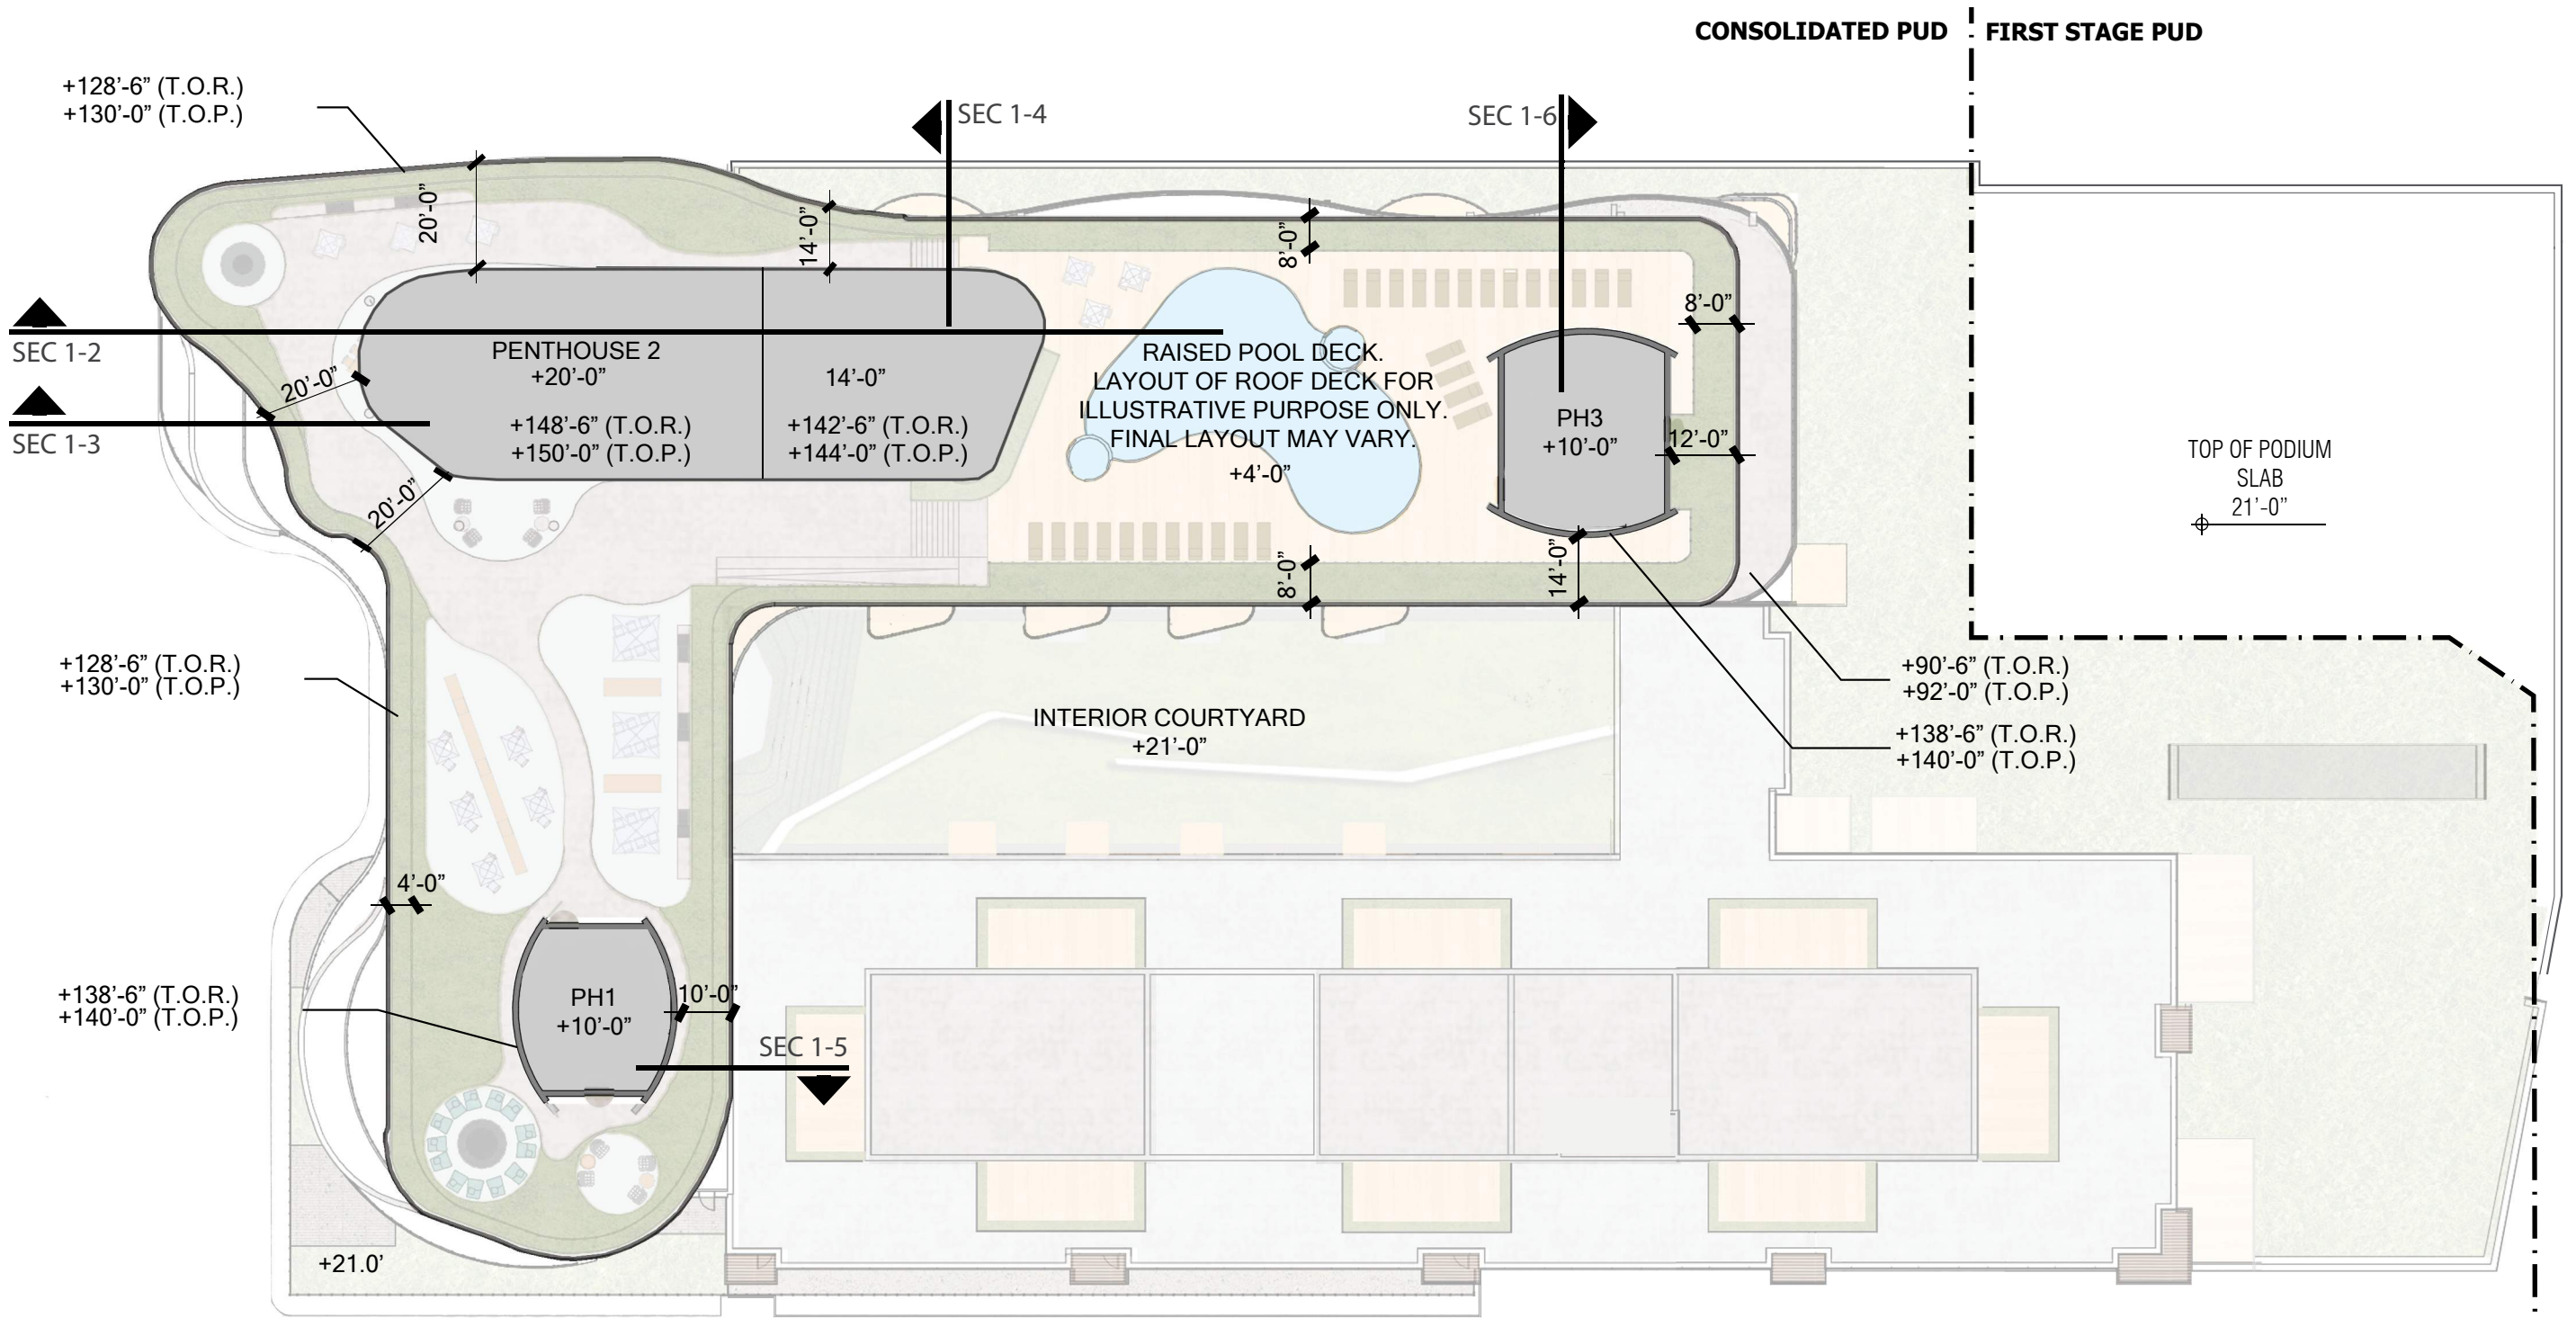 CONSOLIDATED PUD
FIRST STAGE PUD
+128’-6” (T.O.R.)
+130’-0” (T.O.P.)
SEC 1-4
SEC 1-6
20’-0”
14’-0”
8’-0”
8’-0”
SEC 1-2
PENTHOUSE 2
+20’-0”
14’-0”
RAISED POOL DECK.
LAYOUT OF ROOF DECK FOR
ILLUSTRATIVE PURPOSE ONLY.
FINAL LAYOUT MAY VARY.
+4’-0”
20’-0”
+148’-6” (T.O.R.)
+150’-0” (T.O.P.)
+142’-6” (T.O.R.)
+144’-0” (T.O.P.)
PH3
+10’-0”
12’-0”
SEC 1-3
TOP OF PODIUM
SLAB
21’-0”
20’-0”
8’-0”
14’-0”
+128’-6” (T.O.R.)
+130’-0” (T.O.P.)
+90’-6” (T.O.R.)
+92’-0” (T.O.P.)
INTERIOR COURTYARD
+21’-0”
+138’-6” (T.O.R.)
+140’-0” (T.O.P.)
4’-0”
+138’-6” (T.O.R.)
+140’-0” (T.O.P.)
PH1
+10’-0”
10’-0”
SEC 1-5
+21.0’